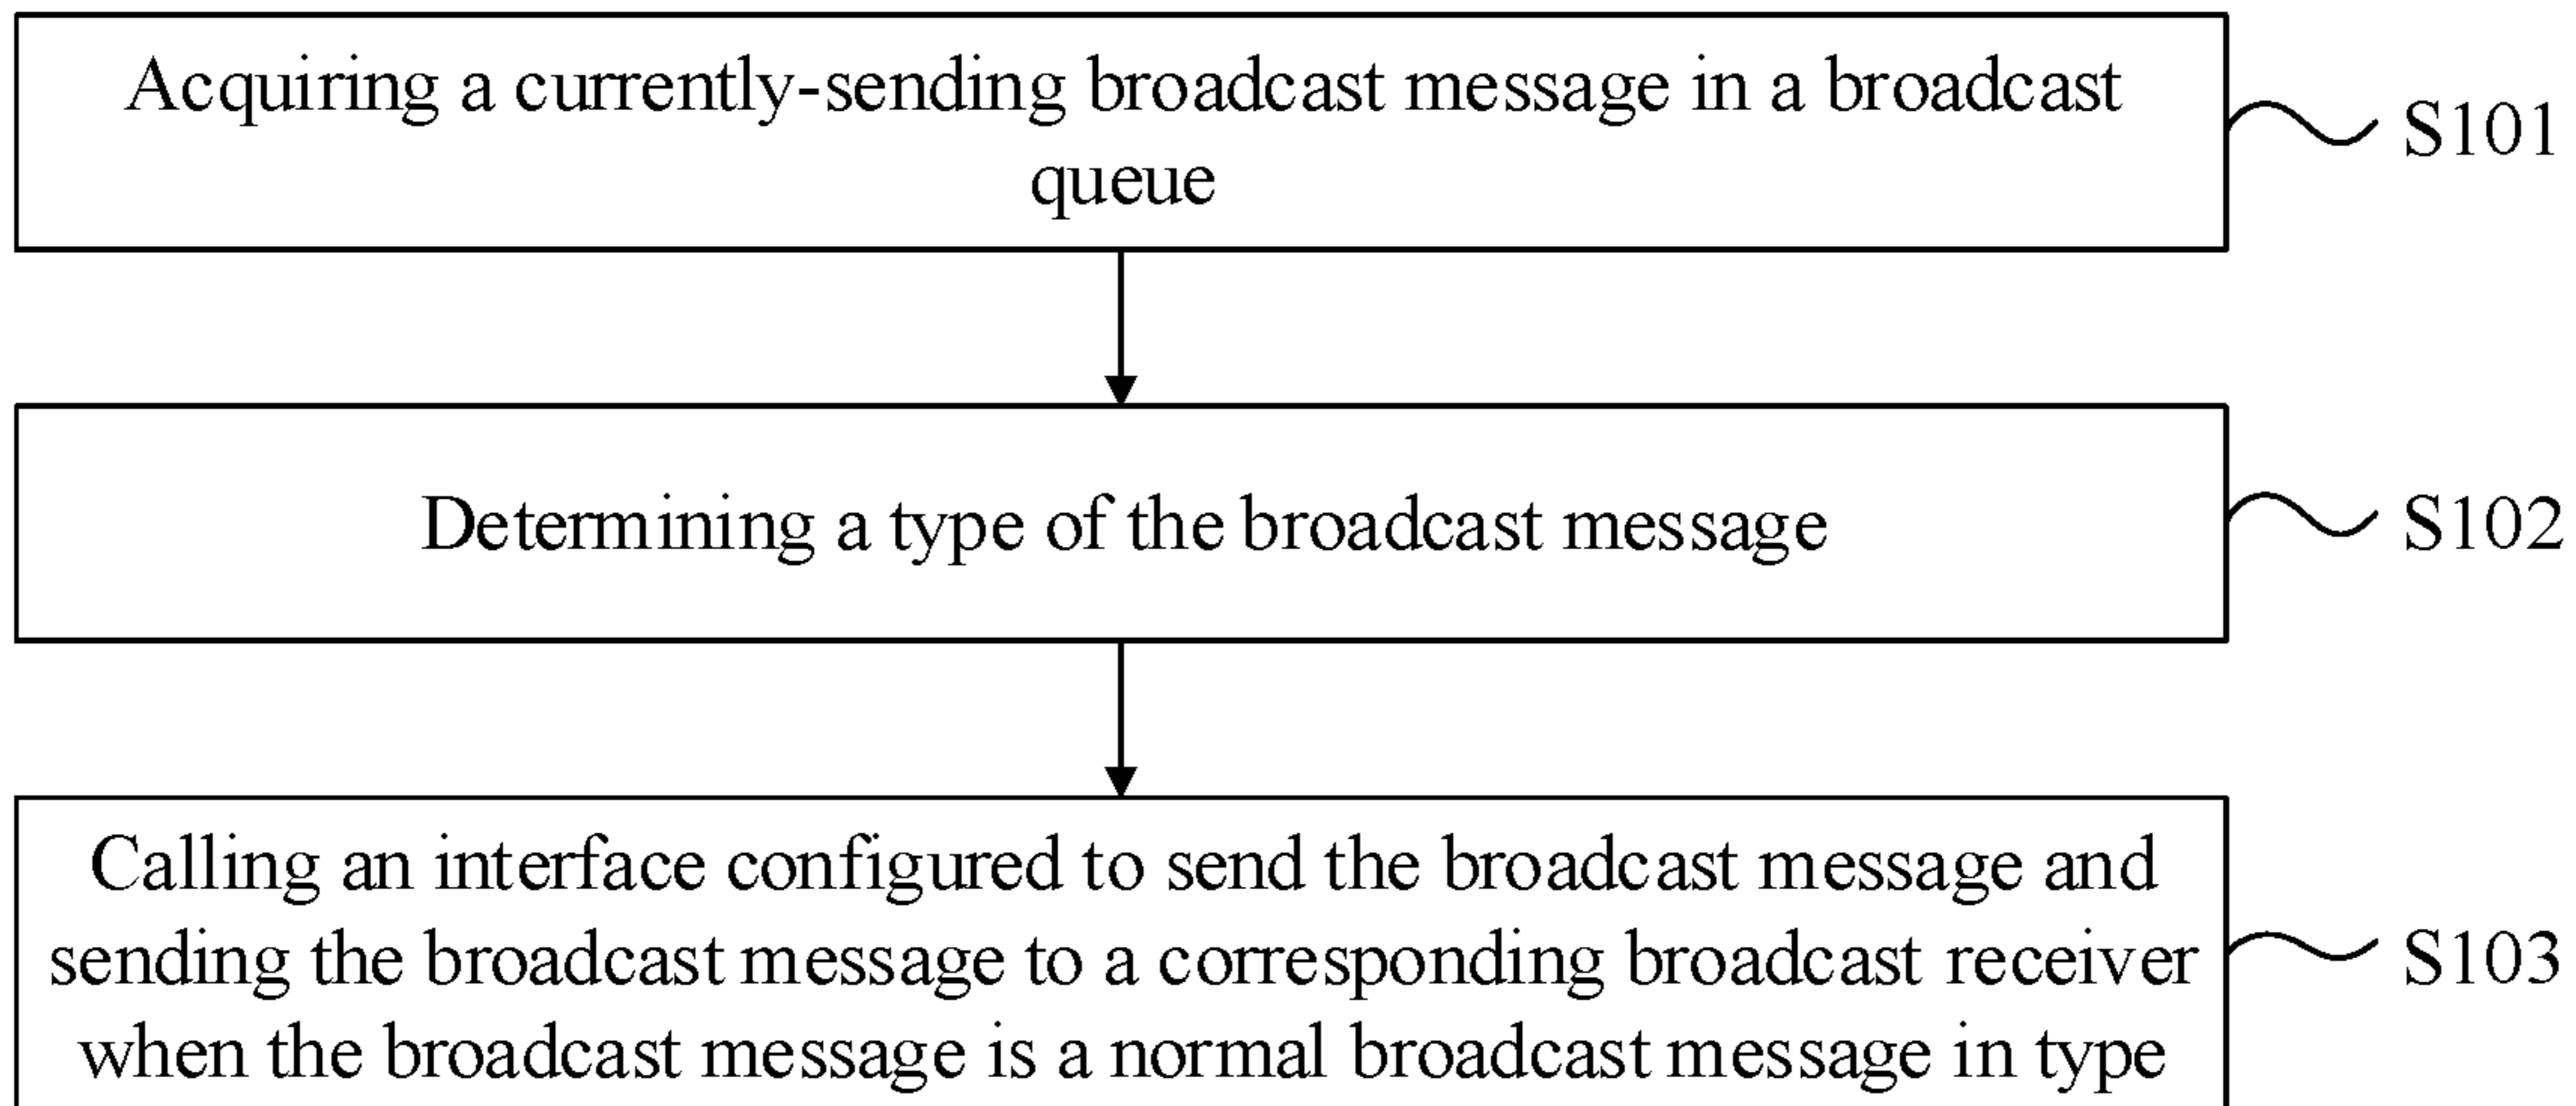 Acquiring a currently-sending broadcast message in a broadcast
queue
S101
Determining a type of the broadcast message
S102
Calling an interface configured to send the broadcast message and
sending the broadcast message to a corresponding broadcast receiver
when the broadcast message is a normal broadcast message in type
S103